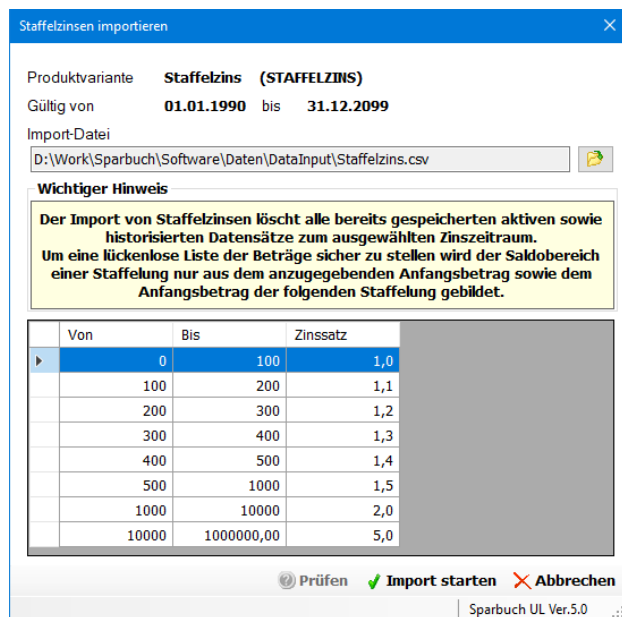 Staffelzinsen importieren
Produktvariante Staffelzins (STAFFELZINS)
Gültig von 01.01.1990 bis 31.12.2099
Import-Datei
D:\Work\Sparbuch\Software\Daten\DataInput\Staffelzins.csv
Wichtiger Hinweis
Der Import von Staffelzinsen löscht alle bereits gespeicherten aktiven sowie
historisierten Datensätze zum ausgewählten Zinszeitraum.
Um eine lückenlose Liste der Beträge sicher zu stellen wird der Saldobereich
einer Staffelung nur aus dem anzugegebenden Anfangsbetrag sowie dem
Anfangsbetrag der folgenden Staffelung gebildet.
Von Bis Zinssatz
0 100 1,0
100 200 1,1
200 300 1,2
300 400 1,3
400 500 1,4
500 1000 1,5
1000 10000 2,0
10000 1000000,00 5,0
Prüfen Import starten Abbrechen
Sparbuch UL Ver.5.0